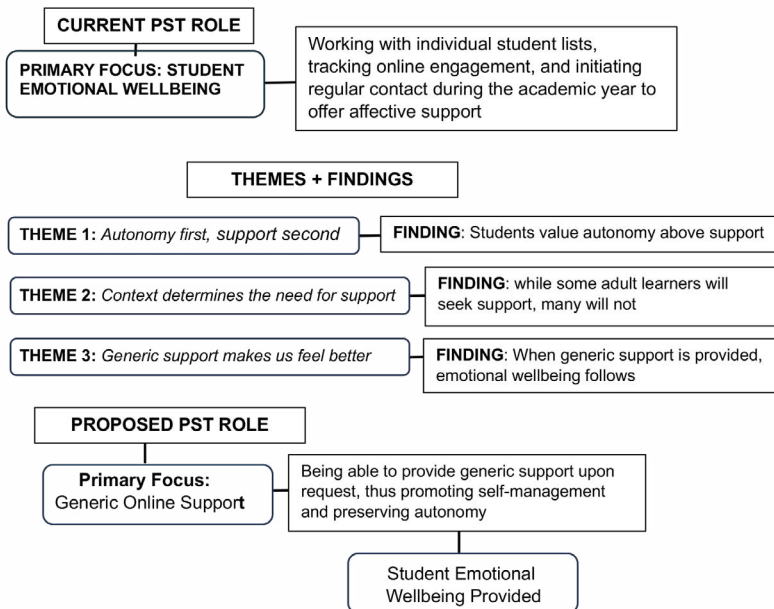 CURRENT PST ROLE
PRIMARY FOCUS: STUDENT
EMOTIONAL WELLBEING
Working with individual student lists,
tracking online engagement, and initiating
regular contact during the academic year to
offer affective support
THEMES + FINDINGS
THEME 1: Autonomy first, support second
FINDING: Students value autonomy above support
THEME 2: Context determines the need for support
FINDING: while some adult learners will
seek support, many will not
THEME 3: Generic support makes us feel better
FINDING: When generic support is provided,
emotional wellbeing follows
PROPOSED PST ROLE
Primary Focus:
Generic Online Support
Being able to provide generic support upon
request, thus promoting self-management
and preserving autonomy
Student Emotional
Wellbeing Provided